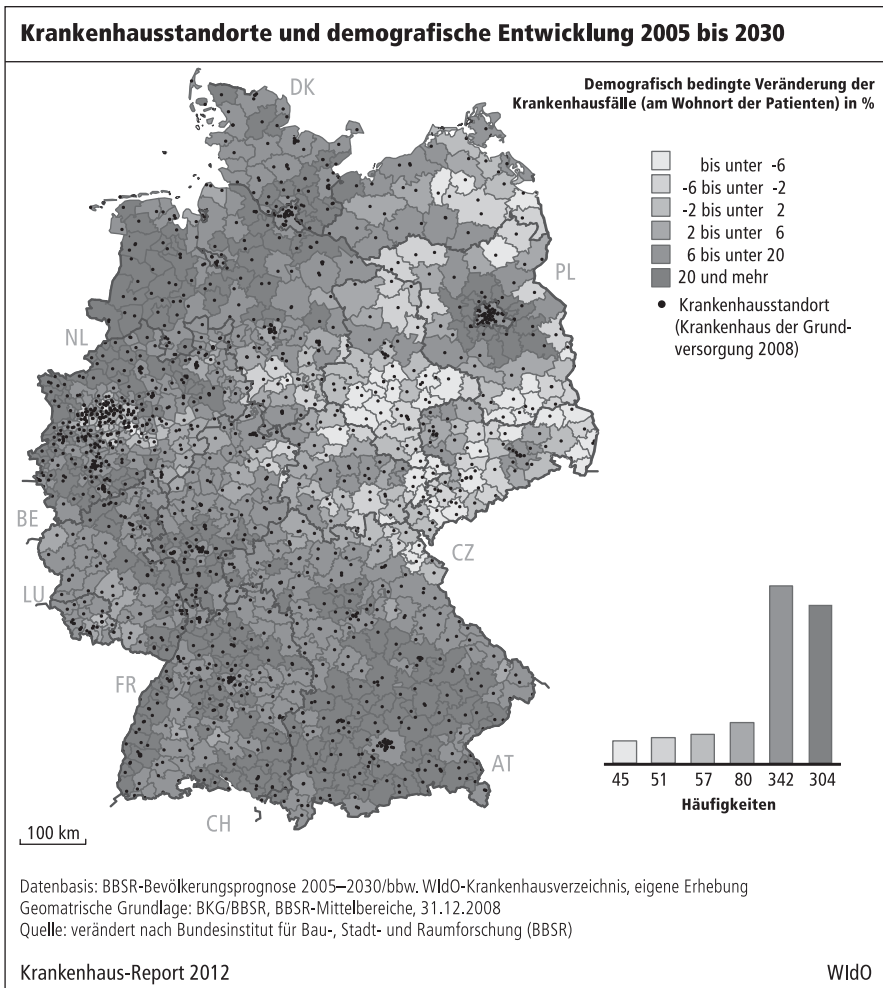 Krankenhausstandorte und demografische Entwicklung 2005 bis 2030
DK
Demografisch bedingte Veränderung der
Krankenhausfälle (am Wohnort der Patienten) in %
bis unter -6
-6 bis unter -2
-2 bis unter 2
2 bis unter 6
6 bis unter 20
20 und mehr
Krankenhausstandort
(Krankenhaus der Grund-
versorgung 2008)
PL
NL
BE
CZ
LU
FR
AT
CH
45 51 57 80 342 304
Häufigkeiten
100 km
Datenbasis: BBSR-Bevölkerungsprognose 2005–2030/bbw. WIdO-Krankenhausverzeichnis, eigene Erhebung
Geomatrische Grundlage: BKG/BBSR, BBSR-Mittelbereiche, 31.12.2008
Quelle: verändert nach Bundesinstitut für Bau-, Stadt- und Raumforschung (BBSR)
Krankenhaus-Report 2012
WIdO